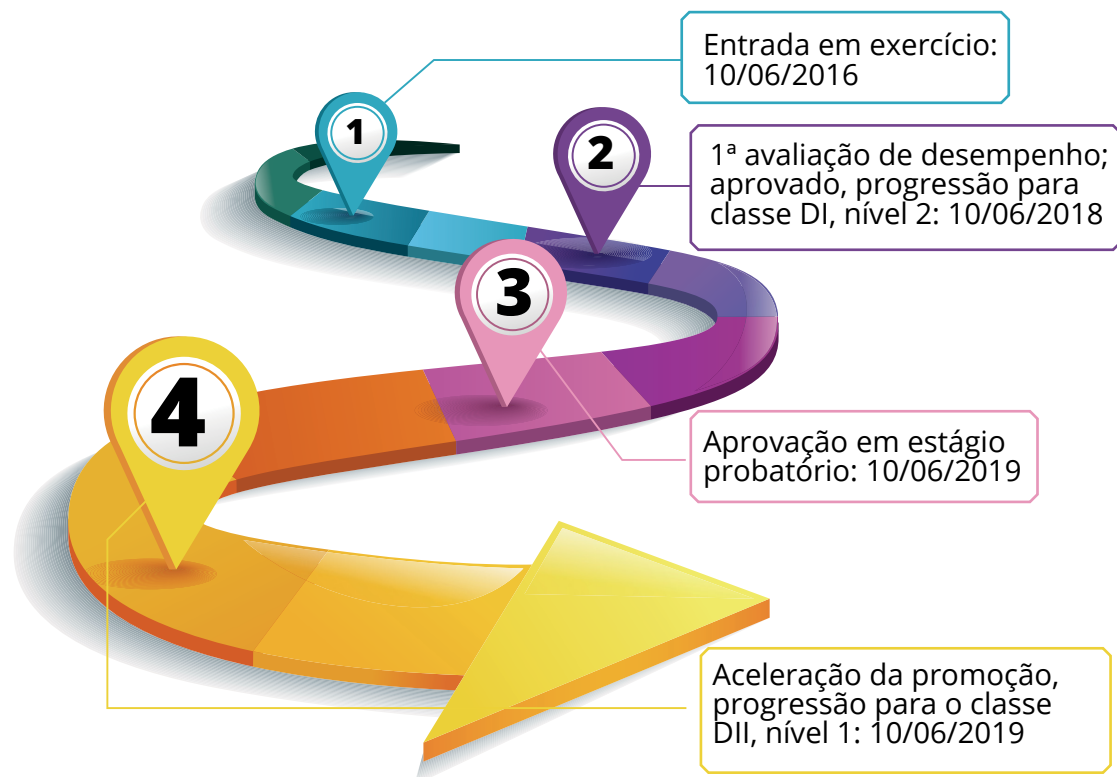 1
Entrada em exercício:
10/06/2016
2
1ª avaliação de desempenho;
aprovado, progressão para
classe DI, nível 2: 10/06/2018
3
Aprovação em estágio
probatório: 10/06/2019
4
Aceleração da promoção,
progressão para o classe
DII, nível 1: 10/06/2019